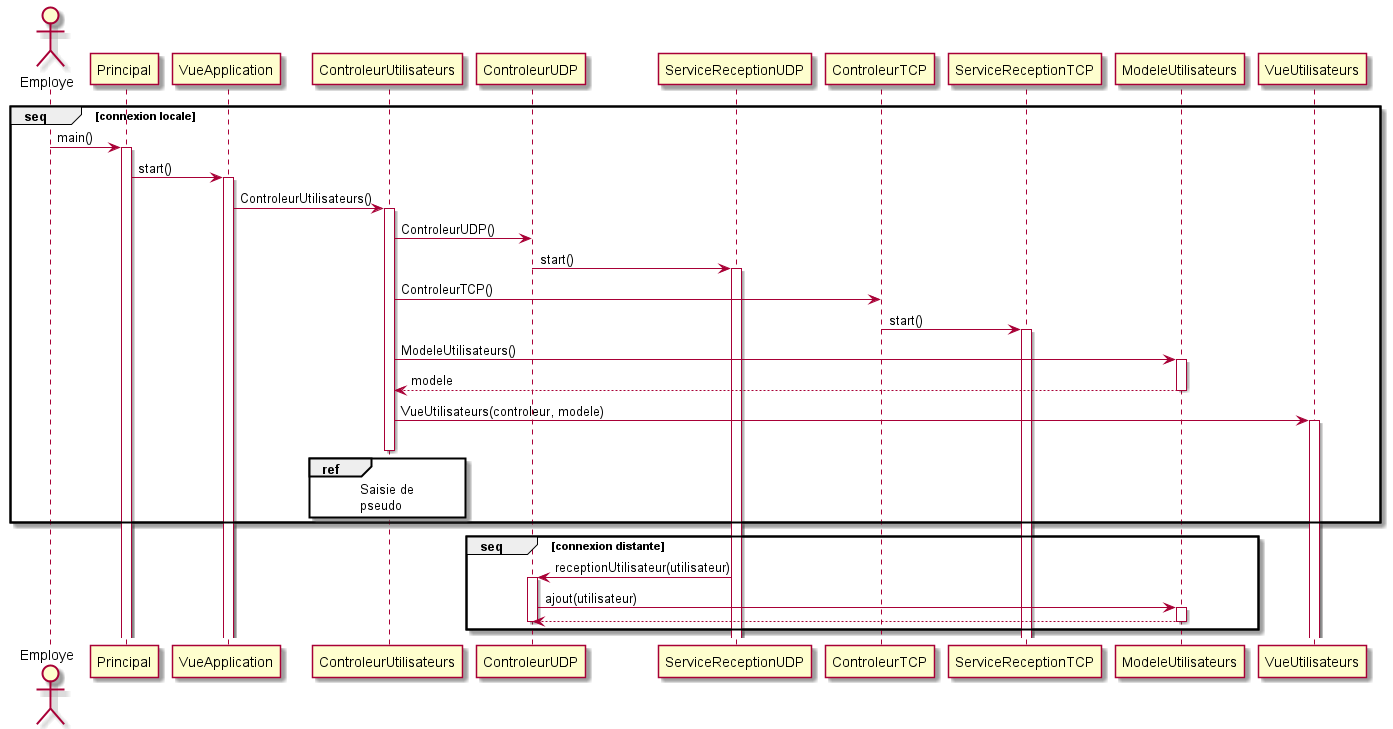 Employe
Principal
VueApplication
ControleurUtilisateurs
ControleurUDP
ServiceReceptionUDP
ControleurTCP
ServiceReceptionTCP
ModeleUtilisateurs
VueUtilisateurs
seq
[connexion locale]
main()
start()
ControleurUtilisateurs()
ControleurUDP()
start()
ControleurTCP()
start()
ModeleUtilisateurs()
modele
VueUtilisateurs(controleur, modele)
ref
Saisie de
pseudo
seq
[connexion distante]
receptionUtilisateur(utilisateur)
ajout(utilisateur)
Employe
Principal
VueApplication
ControleurUtilisateurs
ControleurUDP
ServiceReceptionUDP
ControleurTCP
ServiceReceptionTCP
ModeleUtilisateurs
VueUtilisateurs